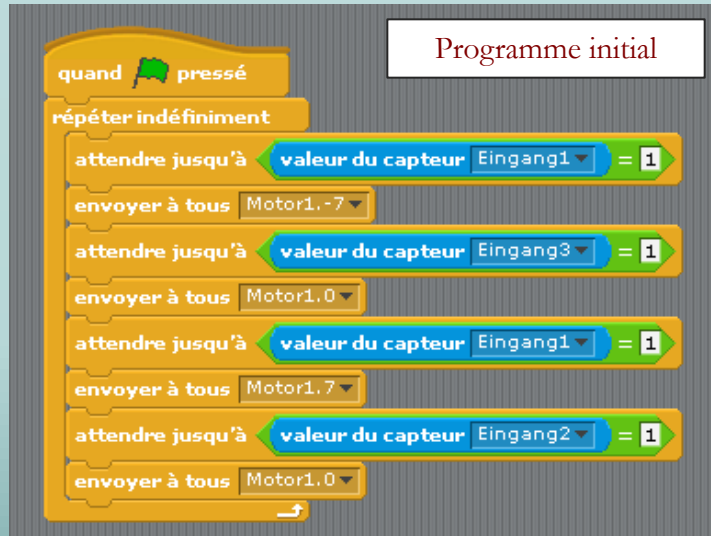 Programme initial
quand pressé
répéter indéfiniment
attendre jusqu'à valeur du capteur Eingang1 = 1
envoyer à tous Motor1.-7
attendre jusqu'à valeur du capteur Eingang3 = 1
envoyer à tous Motor1.0
attendre jusqu'à valeur du capteur Eingang1 = 1
envoyer à tous Motor1.7
attendre jusqu'à valeur du capteur Eingang2 = 1
envoyer à tous Motor1.0